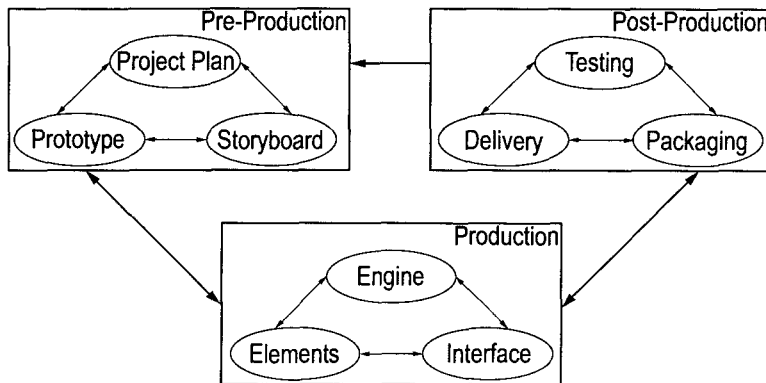 Pre-Production
Project Plan
Prototype
Storyboard
Post-Production
Testing
Delivery
Packaging
Production
Engine
Elements
Interface